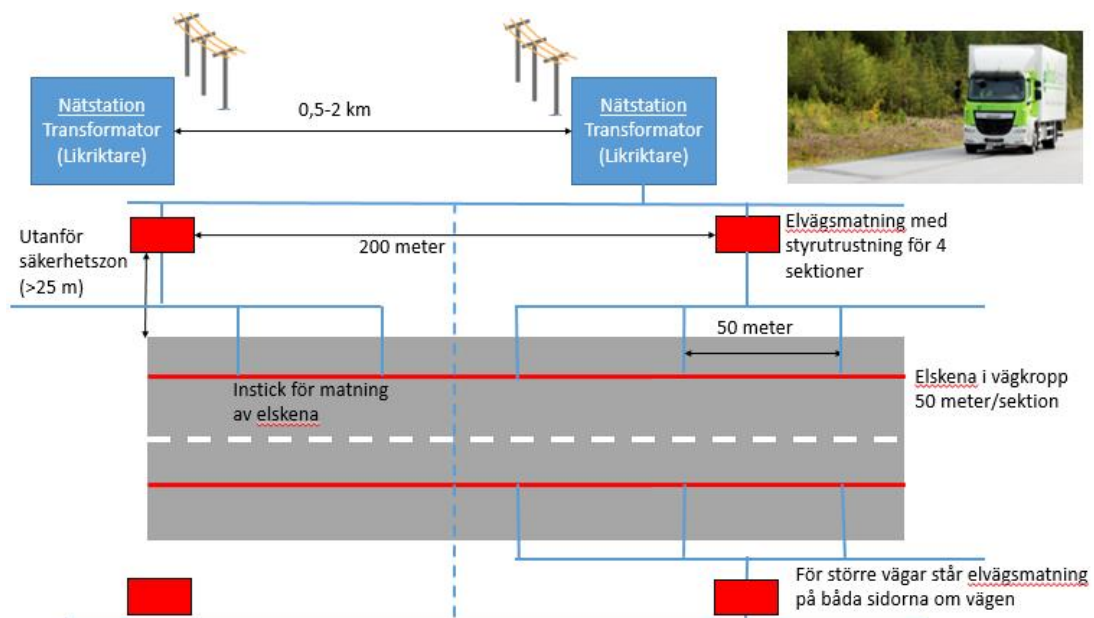 Nätstation
Transformator
(Likriktare)
0,5-2 km
Nätstation
Transformator
(Likriktare)
Utanför
säkerhetszon
(>25 m)
200 meter
Elvägsmatning med
styrutrustning för 4
sektioner
50 meter
Instick för matning
av elskena
Elskena i vägkropp
50 meter/sektion
För större vägar står elvägsmatning
på båda sidorna om vägen